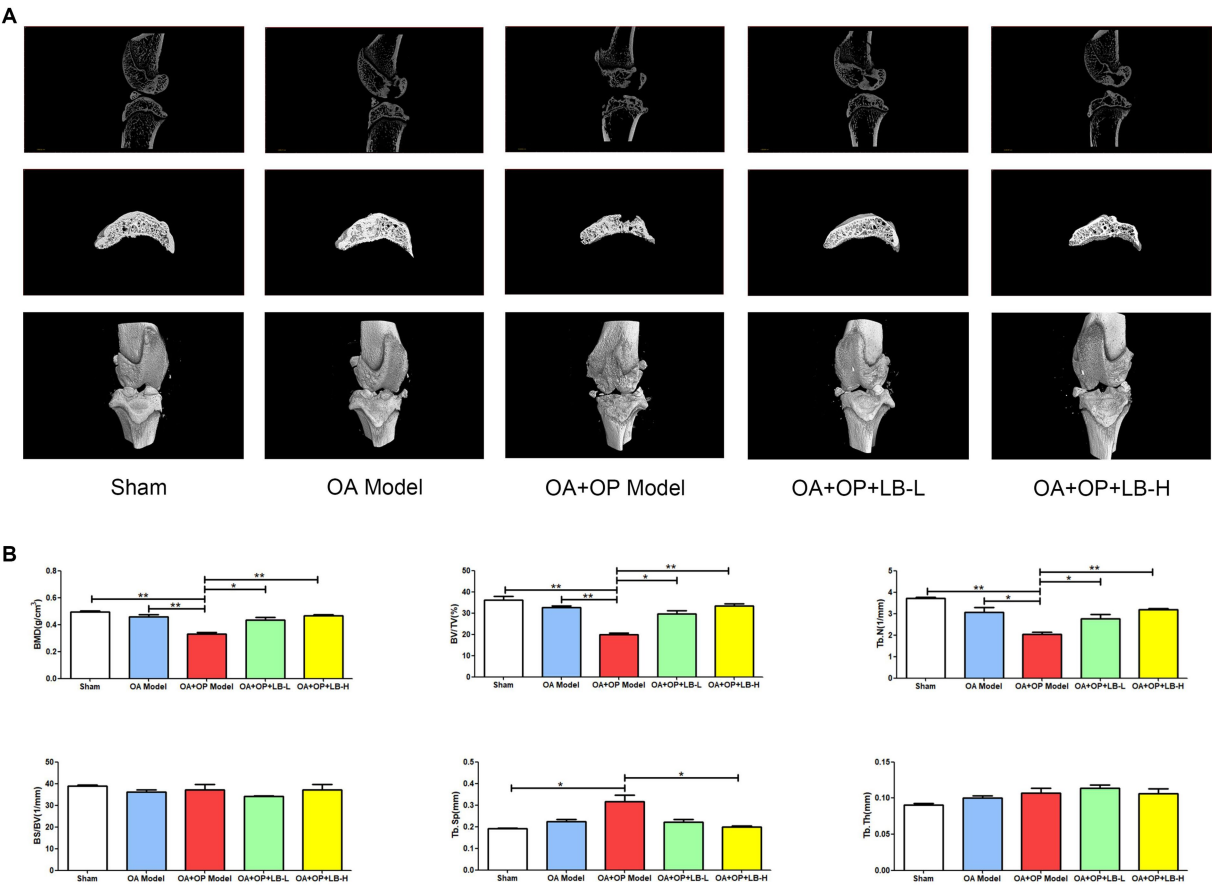 A
Sham
OA Model
OA+OP Model
OA+OP+LB-L
OA+OP+LB-H
B
BMD(g/cm³)
0.8
0.6
0.4
0.2
0.0
**
**
*
**
Sham
OA Model
OA+OP Model
OA+OP+LB-L
OA+OP+LB-H
BV/TV(%)
50
40
30
20
10
0
**
**
*
**
Sham
OA Model
OA+OP Model
OA+OP+LB-L
OA+OP+LB-H
Tb.N(1/mm)
5
4
3
2
1
0
**
*
*
**
Sham
OA Model
OA+OP Model
OA+OP+LB-L
OA+OP+LB-H
BS/BV(1/mm)
50
40
30
20
10
0
Sham
OA Model
OA+OP Model
OA+OP+LB-L
OA+OP+LB-H
Tb.Sp(mm)
0.5
0.4
0.3
0.2
0.1
0.0
*
*
Sham
OA Model
OA+OP Model
OA+OP+LB-L
OA+OP+LB-H
Tb.Th(mm)
0.15
0.10
0.05
0.00
Sham
OA Model
OA+OP Model
OA+OP+LB-L
OA+OP+LB-H